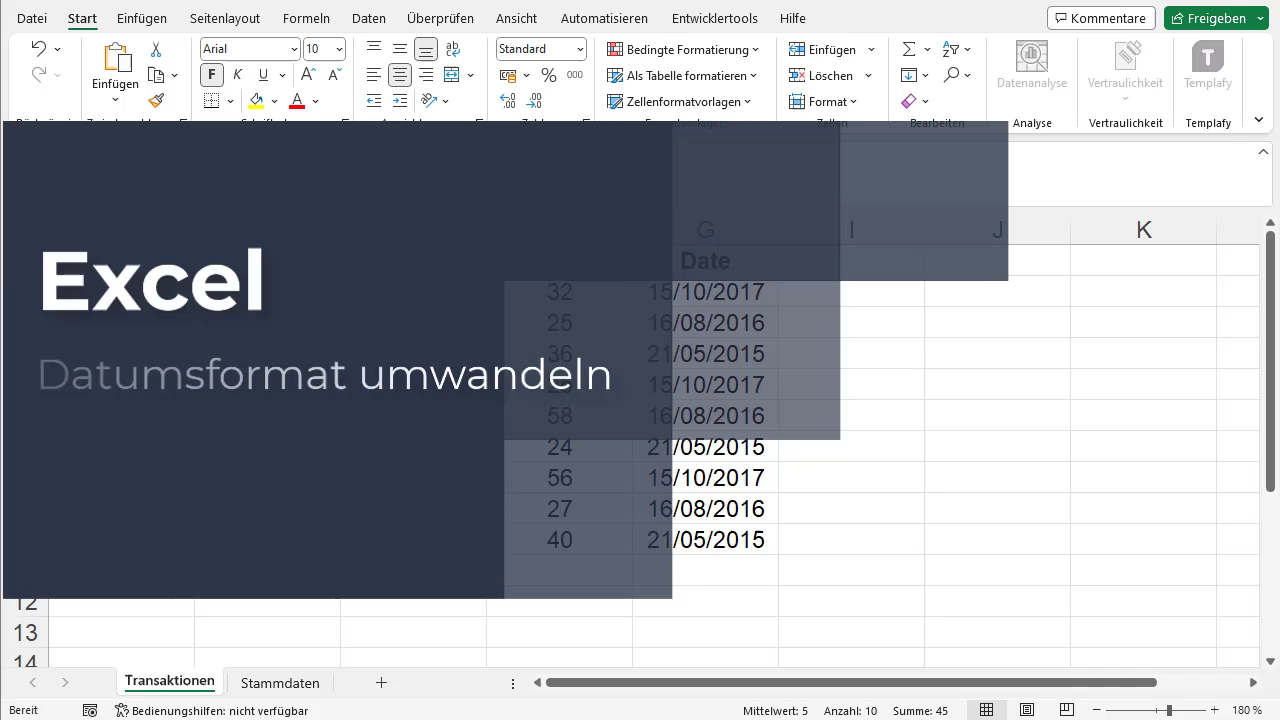 Datei Start Einfügen Seitenlayout Formeln Daten Überprüfen Ansicht Automatisieren Entwicklertools Hilfe Kommentare Freigeben
Arial 10 ab Standard Bedingte Formatierung Einfügen
Einfügen F K U A A Als Tabelle formatieren Löschen Datenanalyse Vertraulichkeit Templafy
A Zellenformatvorlagen Format
Zellen Bearbeiten Analyse Vertraulichkeit Templafy
G I J K
Date
32 15/10/2017
25 16/08/2016
36 21/05/2015
15/10/2017
58 16/08/2016
24 21/05/2015
56 15/10/2017
27 16/08/2016
40 21/05/2015
Excel
Datumsformat umwandeln
12
13
14
Transaktionen Stammdaten
Bereit Bedienungshilfen: nicht verfügbar Mittelwert: 5 Anzahl: 10 Summe: 45 180 %